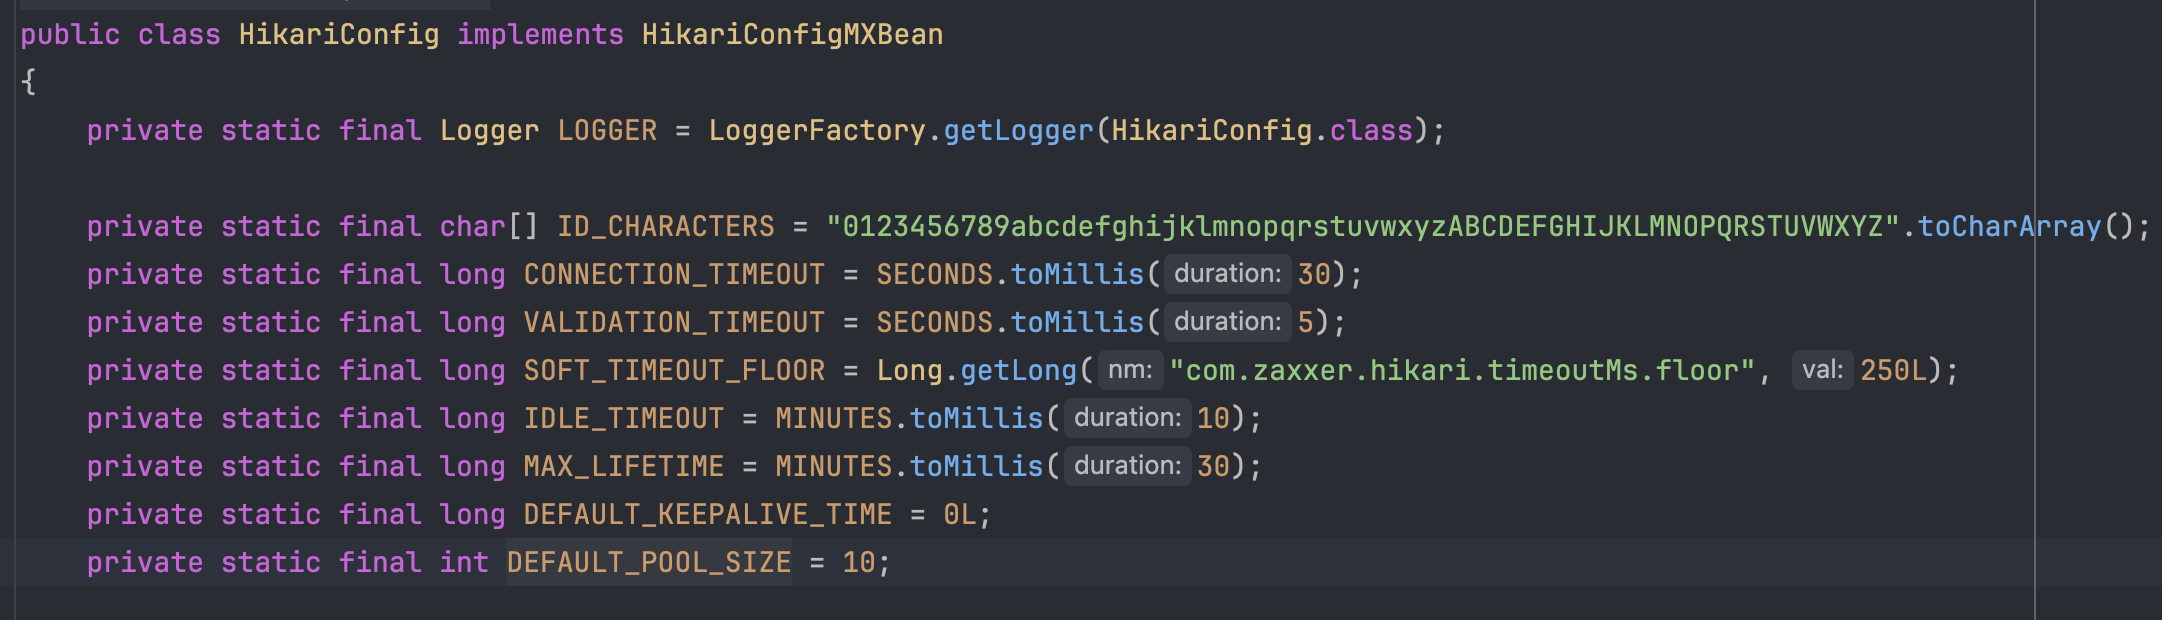 public class HikariConfig implements HikariConfigMXBean
{
private static final Logger LOGGER = LoggerFactory.getLogger(HikariConfig.class);
private static final char[] ID_CHARACTERS = "0123456789abcdefghijklmnopqrstuvwxyzABCDEFGHIJKLMNOPQRSTUVWXYZ".toCharArray();
private static final long CONNECTION_TIMEOUT = SECONDS.toMillis( duration: 30);
private static final long VALIDATION_TIMEOUT = SECONDS.toMillis( duration: 5);
private static final long SOFT_TIMEOUT_FLOOR = Long.getLong( nm: "com.zaxxer.hikari.timeoutMs.floor", val: 250L);
private static final long IDLE_TIMEOUT = MINUTES.toMillis( duration: 10);
private static final long MAX_LIFETIME = MINUTES.toMillis( duration: 30);
private static final long DEFAULT_KEEPALIVE_TIME = 0L;
private static final int DEFAULT_POOL_SIZE = 10;